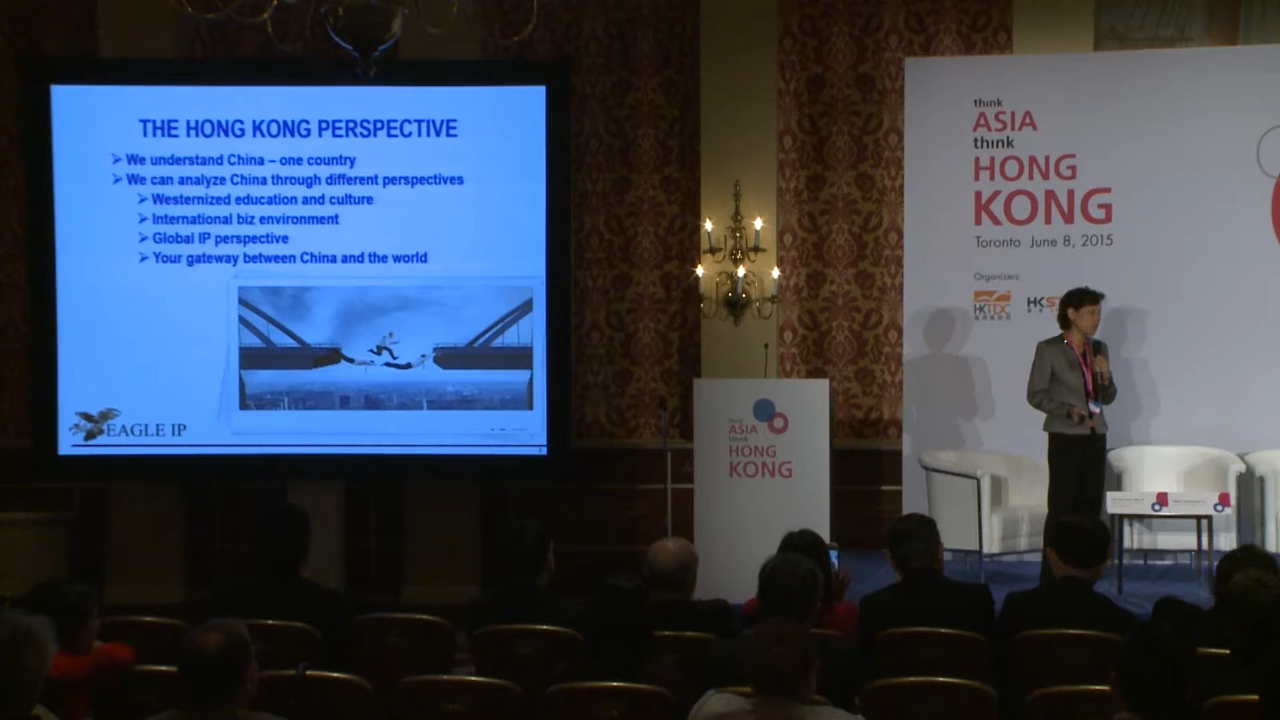 THE HONG KONG PERSPECTIVE
➢ We understand China – one country
➢ We can analyze China through different perspectives
➢ Westernized education and culture
➢ International biz environment
➢ Global IP perspective
➢ Your gateway between China and the world
EAGLE IP
think
ASIA
think
HONG
KONG
Toronto June 8, 2015
Organizers:
HKTDC
ASIA
think
HONG
KONG